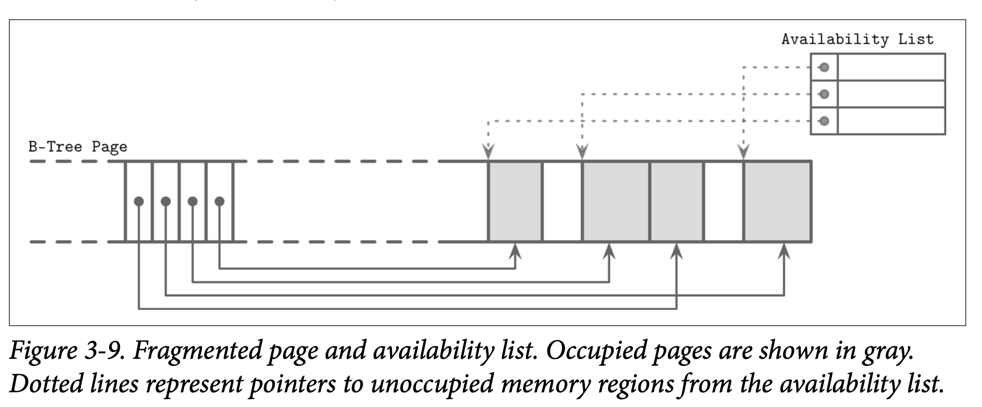 Availability List
B-Tree Page
Figure 3-9. Fragmented page and availability list. Occupied pages are shown in gray.
Dotted lines represent pointers to unoccupied memory regions from the availability list.